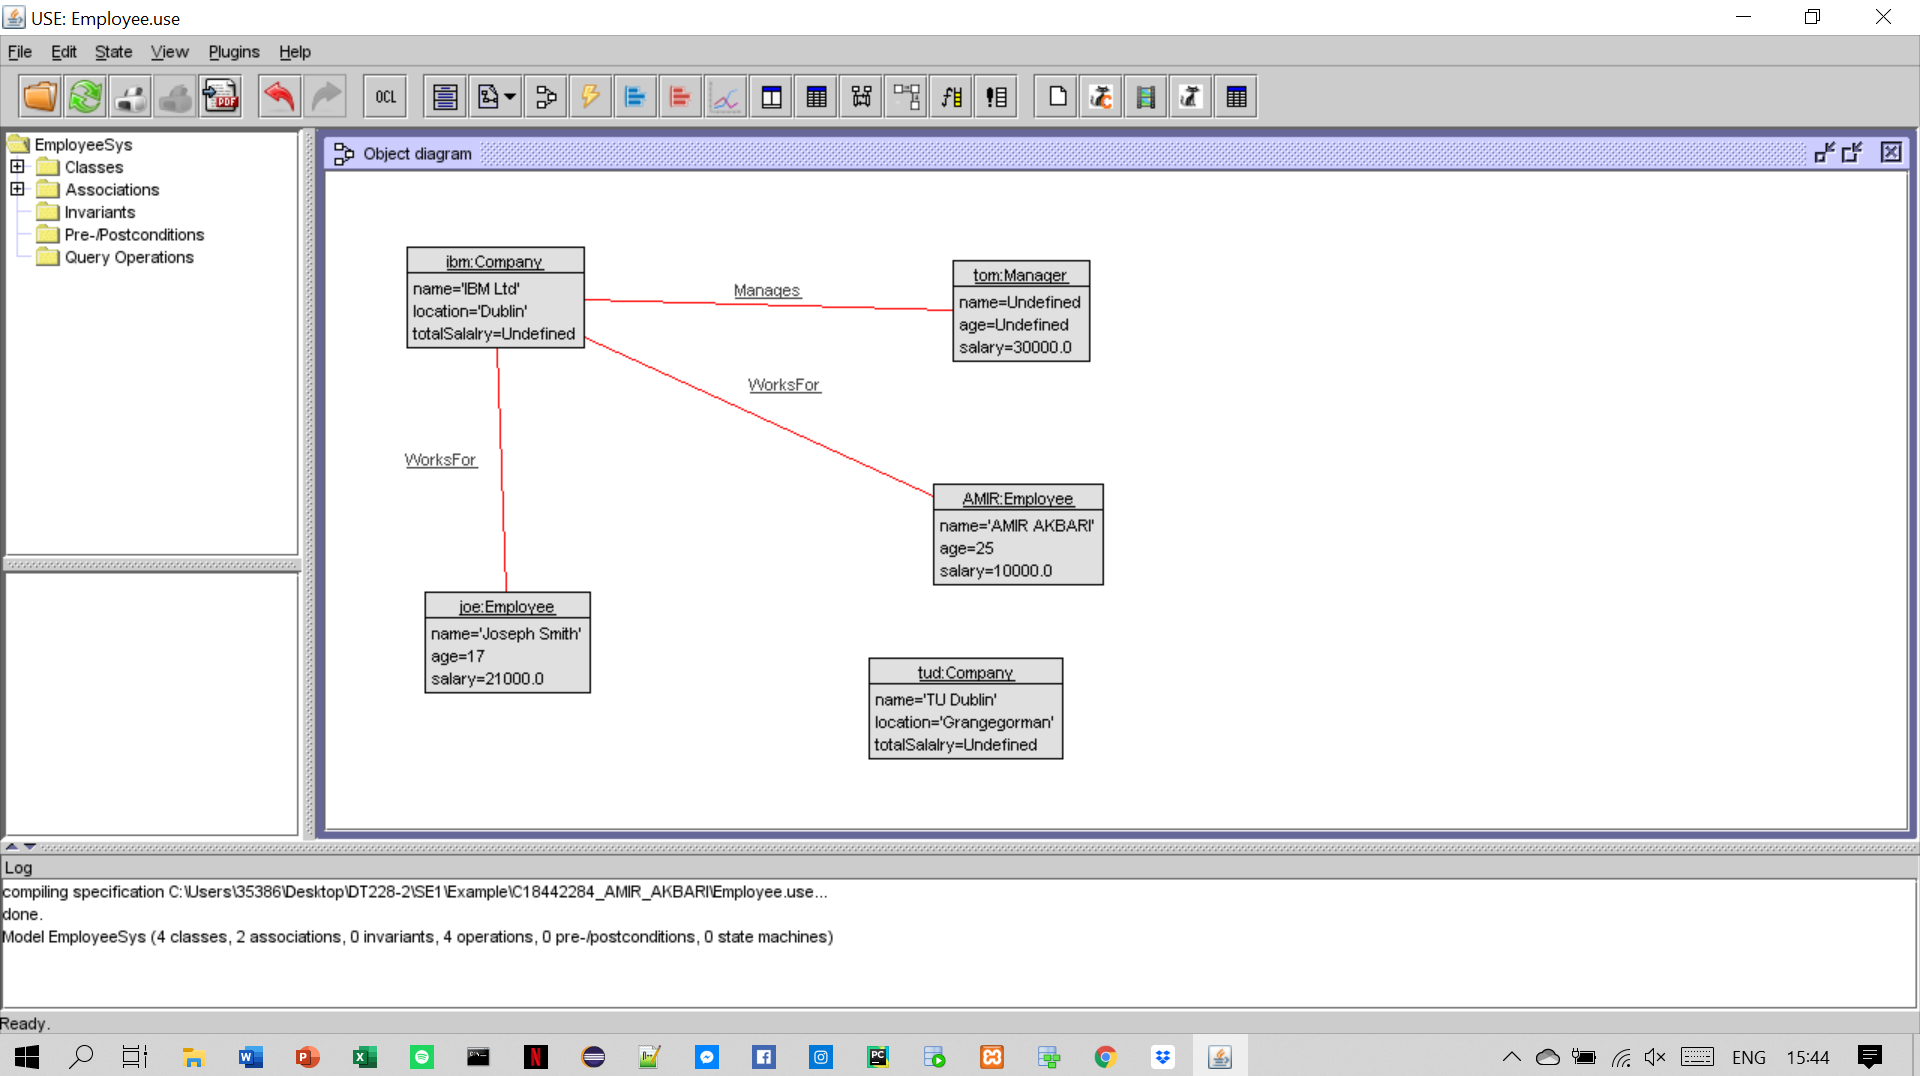 USE: Employee.use
File Edit State View Plugins Help
PDF
OCL
EmployeeSys
Classes
Associations
Invariants
Pre-/Postconditions
Query Operations
Object diagram
ibm:Company
name='IBM Ltd'
location='Dublin'
totalSalalry=Undefined
Manages
tom:Manager
name=Undefined
age=Undefined
salary=30000.0
WorksFor
WorksFor
AMIR:Employee
name='AMIR AKBARI'
age=25
salary=10000.0
joe:Employee
name='Joseph Smith'
age=17
salary=21000.0
tud:Company
name='TU Dublin'
location='Grangegorman'
totalSalalry=Undefined
Log
compiling specification C:\Users\35386\Desktop\DT228-2\SE1\Example\C18442284_AMIR_AKBARI\Employee.use...
done.
Model EmployeeSys (4 classes, 2 associations, 0 invariants, 4 operations, 0 pre-/postconditions, 0 state machines)
Ready.
ENG 15:44